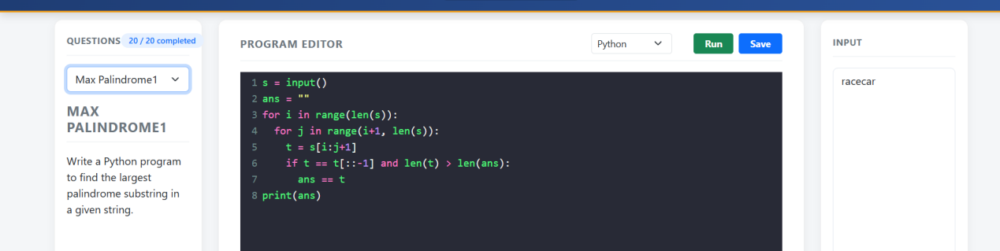 QUESTIONS 20 / 20 completed
Max Palindrome1
MAX
PALINDROME1
Write a Python program
to find the largest
palindrome substring in
a given string.
PROGRAM EDITOR Python Run Save
1 s = input()
2 ans = ""
3 for i in range(len(s)):
4   for j in range(i+1, len(s)):
5     t = s[i:j+1]
6     if t == t[::-1] and len(t) > len(ans):
7       ans == t
8 print(ans)
INPUT
racecar